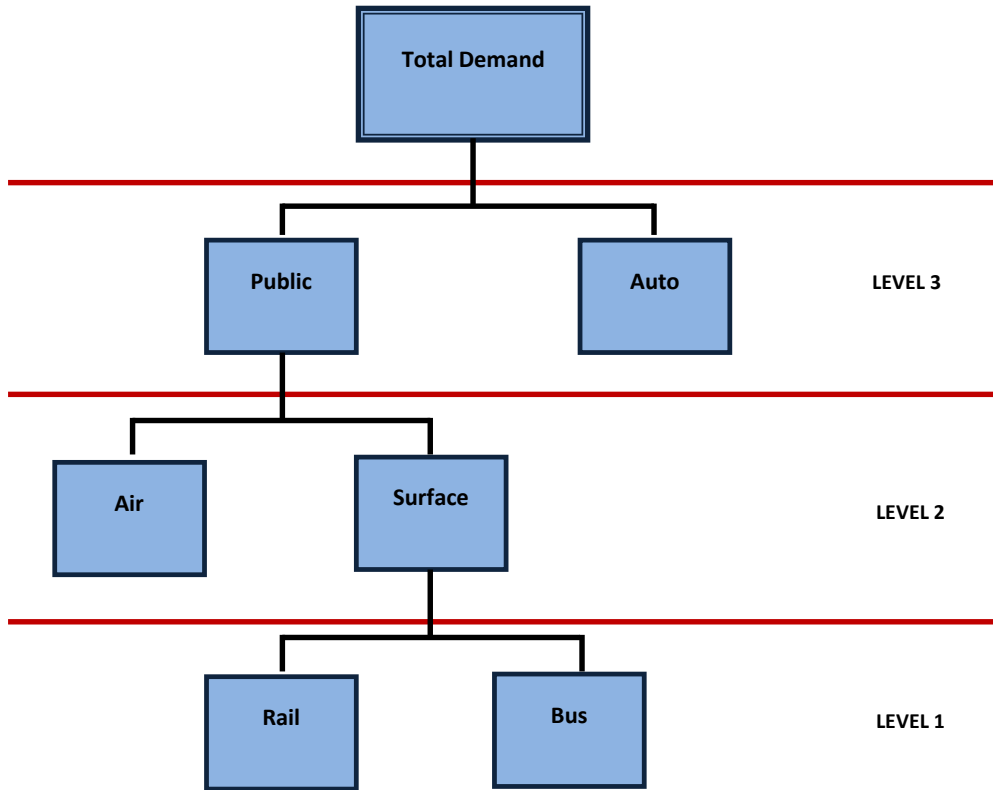 Total Demand
Public
Auto
LEVEL 3
Air
Surface
LEVEL 2
Rail
Bus
LEVEL 1